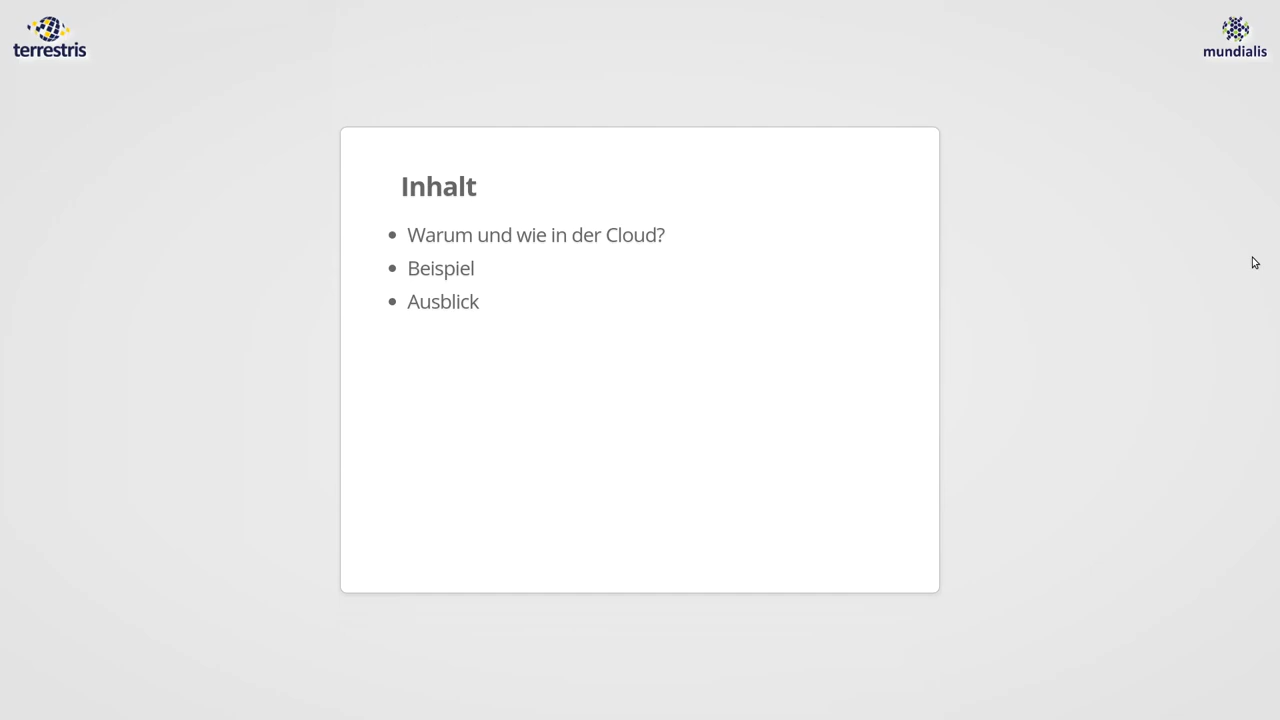 terrestris
mundialis
Inhalt
• Warum und wie in der Cloud?
• Beispiel
• Ausblick